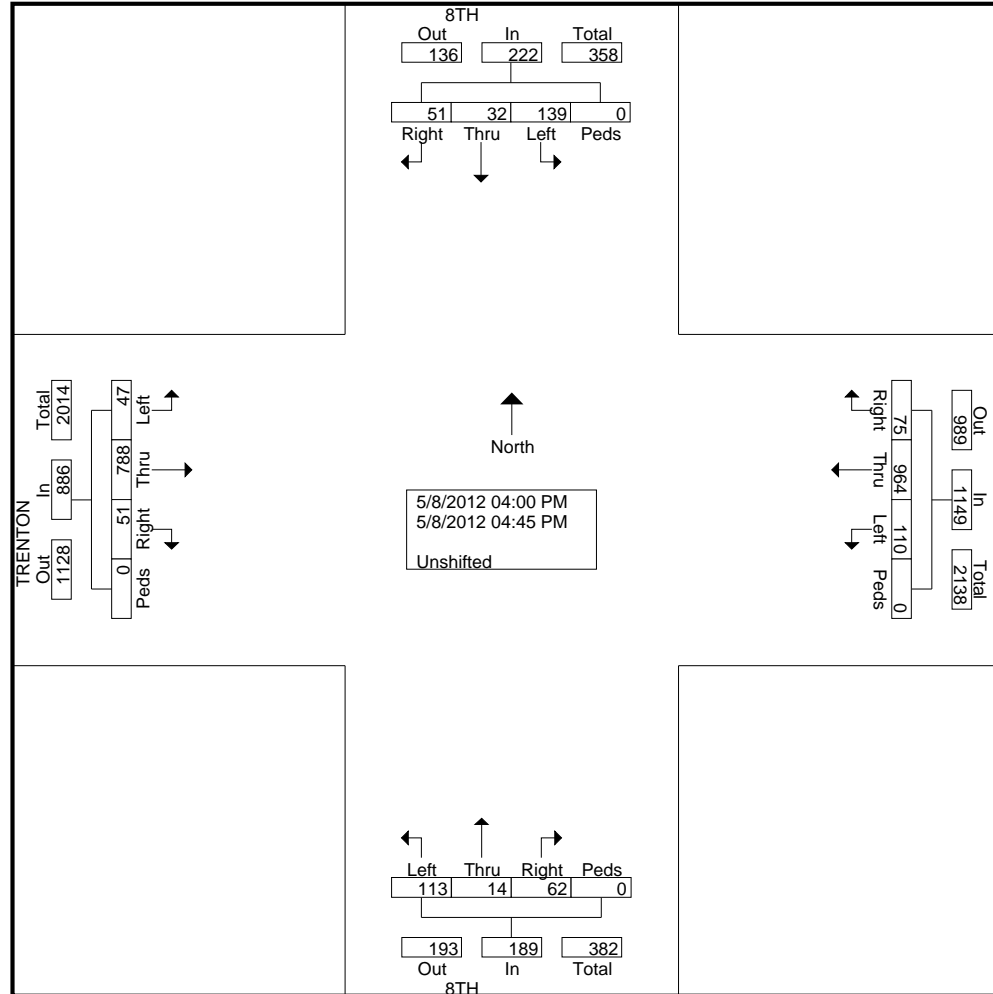 8TH
Out In Total
136 222 358
51 32 139 0
Right Thru Left Peds
Total 2014
In 886
Out 1128
TRENTON
47 788 51 0
Left Thru Right Peds
North
5/8/2012 04:00 PM
5/8/2012 04:45 PM
Unshifted
Right Thru Left Peds
75 964 110 0
Out 989
In 1149
Total 2138
Left Thru Right Peds
113 14 62 0
193 189 382
Out In Total
8TH